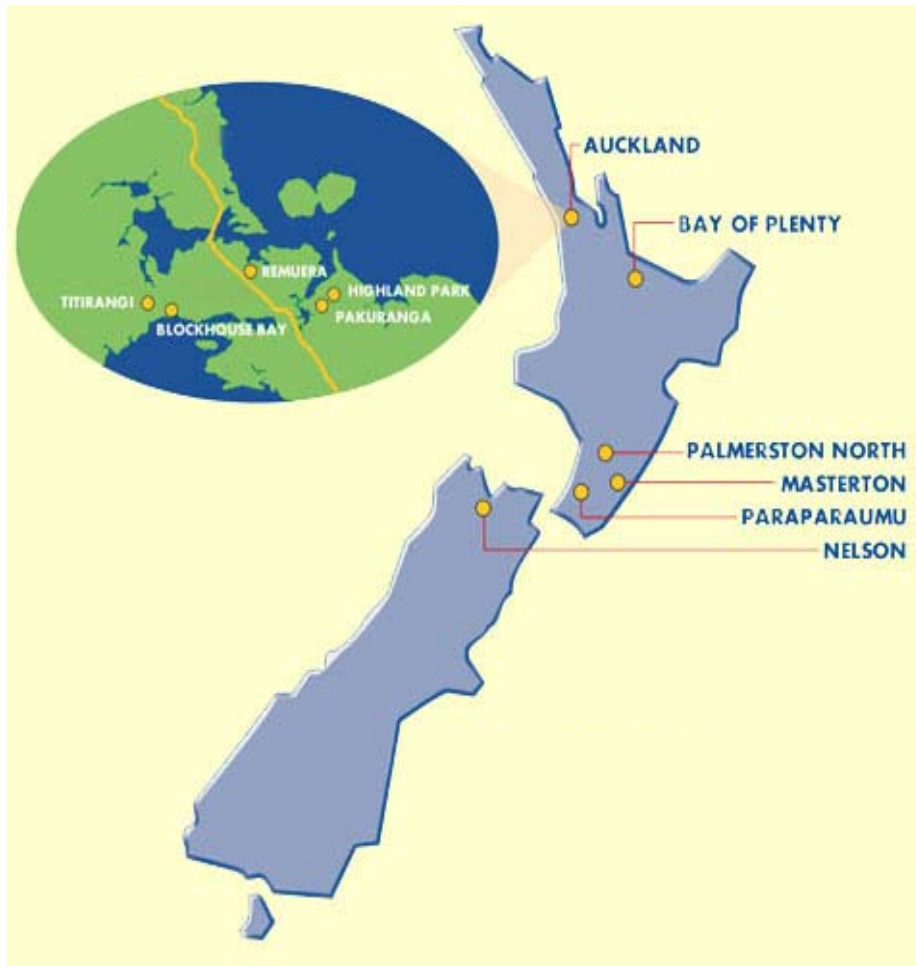 AUCKLAND
BAY OF PLENTY
REMUERA
HIGHLAND PARK
TITIRANGI
PAKURANGA
BLOCKHOUSE BAY
PALMERSTON NORTH
MASTERTON
PARAPARAUMU
NELSON